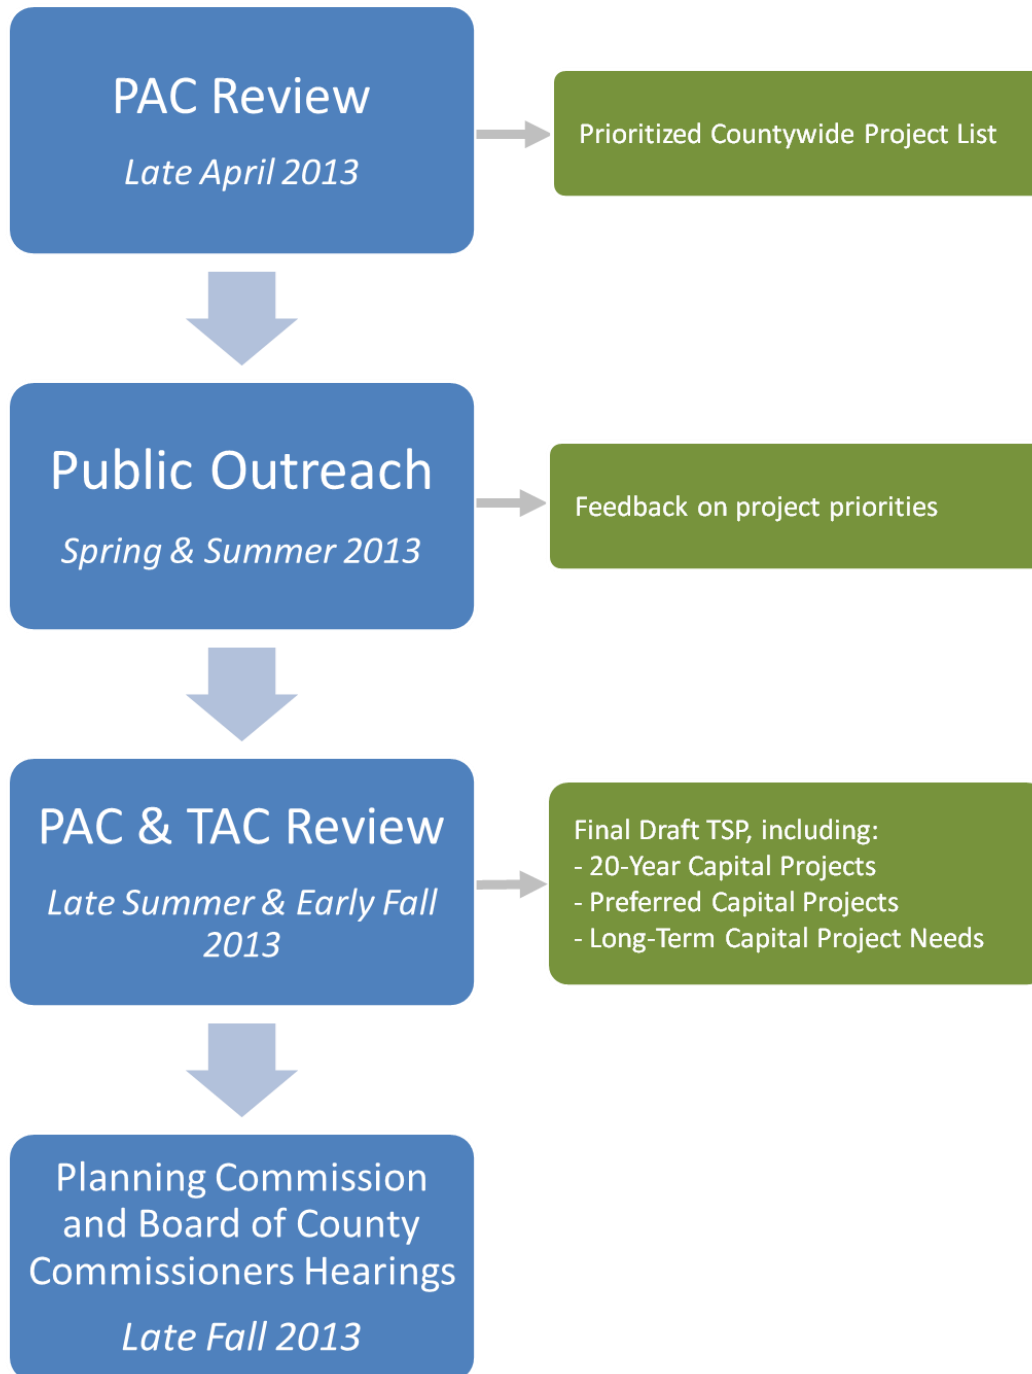 PAC Review
Late April 2013
Prioritized Countywide Project List
Public Outreach
Spring & Summer 2013
Feedback on project priorities
PAC & TAC Review
Late Summer & Early Fall
2013
Final Draft TSP, including:
- 20-Year Capital Projects
- Preferred Capital Projects
- Long-Term Capital Project Needs
Planning Commission
and Board of County
Commissioners Hearings
Late Fall 2013